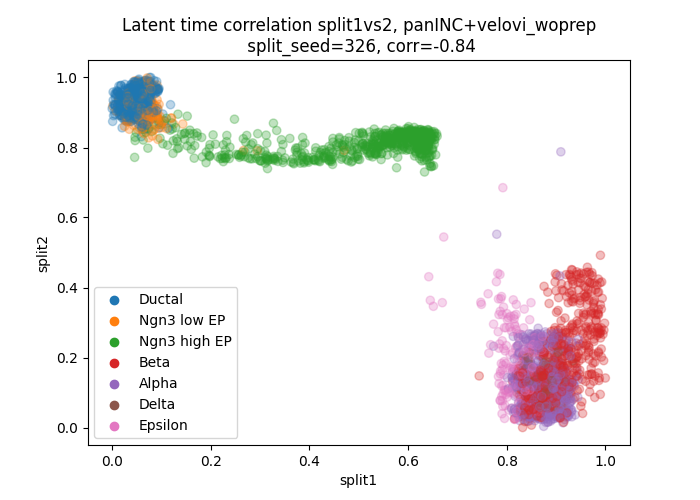 Latent time correlation split1vs2, panINC+velovi_woprep
split_seed=326, corr=-0.84
1.0
0.8
0.6
0.4
0.2
0.0
split2
Ductal
Ngn3 low EP
Ngn3 high EP
Beta
Alpha
Delta
Epsilon
0.0 0.2 0.4 0.6 0.8 1.0
split1